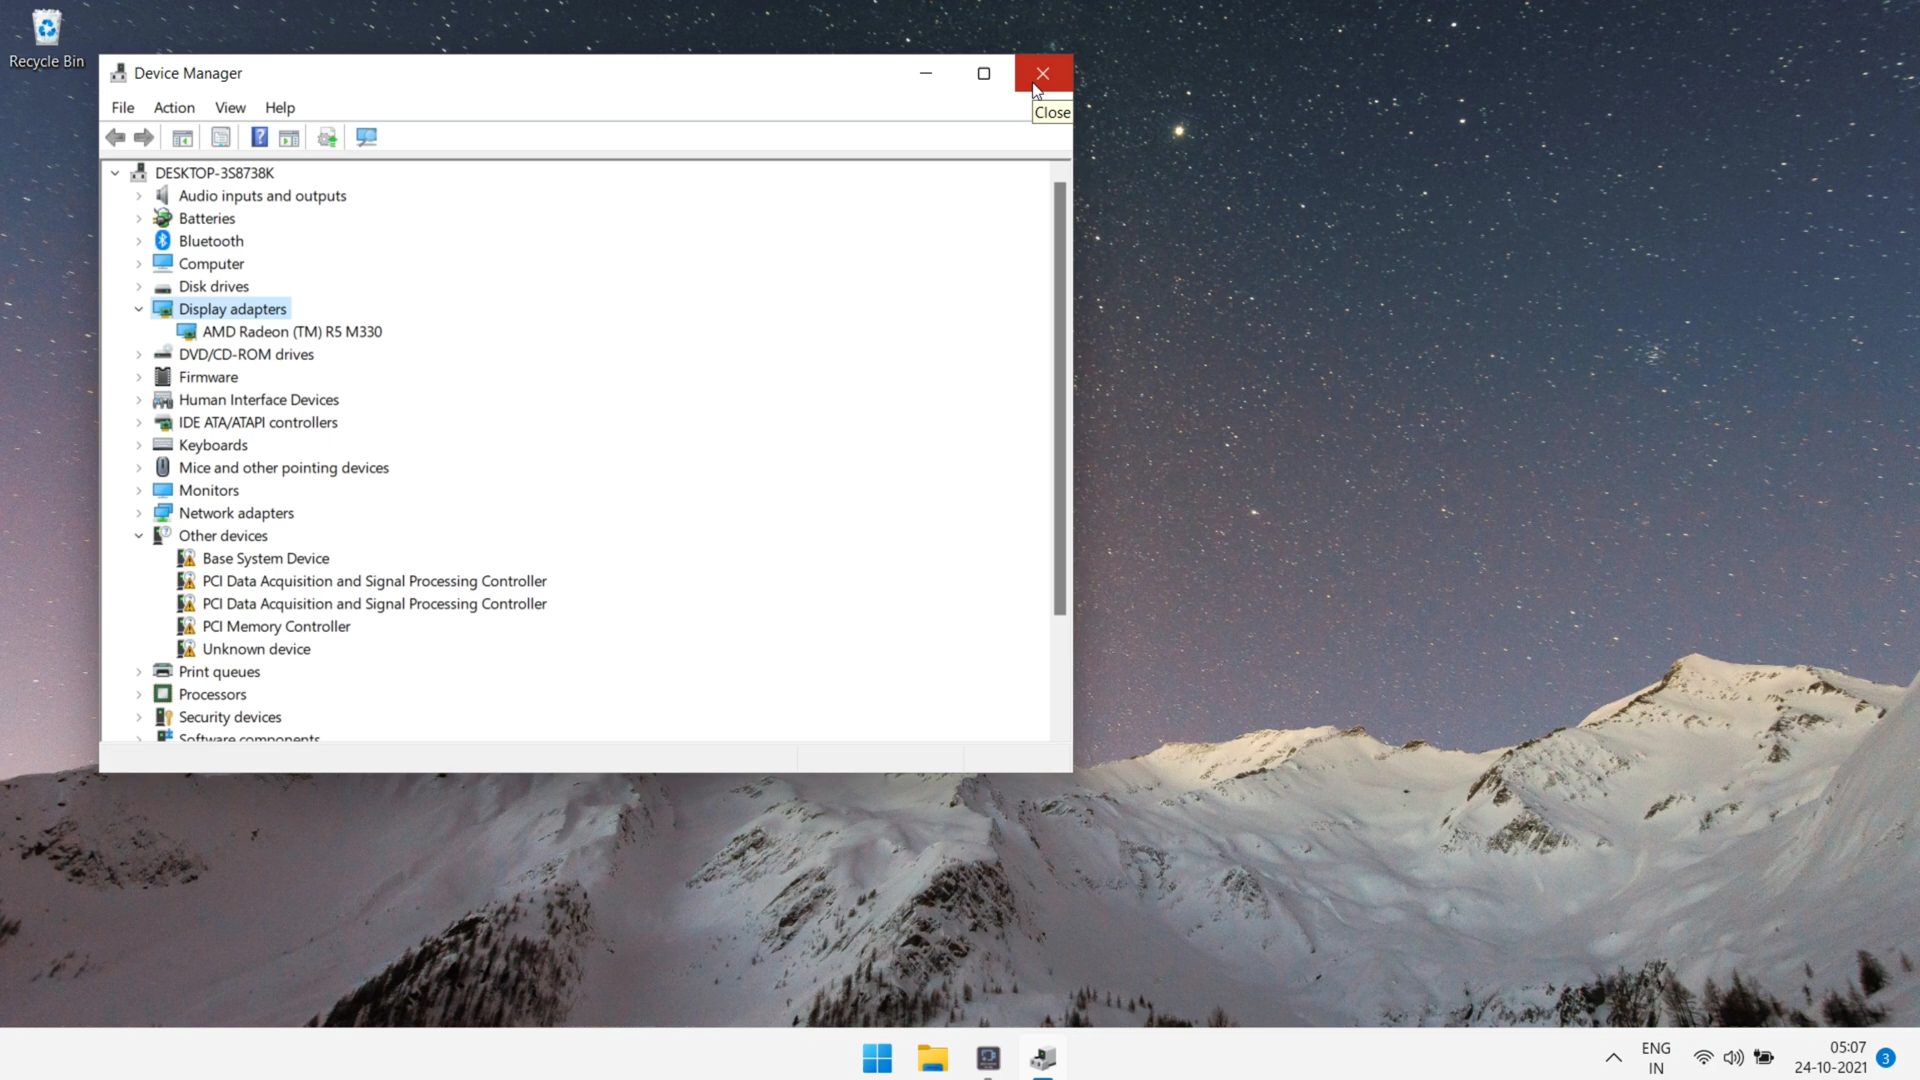 Recycle Bin
Device Manager
File Action View Help
Close
DESKTOP-3S8738K
Audio inputs and outputs
Batteries
Bluetooth
Computer
Disk drives
Display adapters
AMD Radeon (TM) R5 M330
DVD/CD-ROM drives
Firmware
Human Interface Devices
IDE ATA/ATAPI controllers
Keyboards
Mice and other pointing devices
Monitors
Network adapters
Other devices
Base System Device
PCI Data Acquisition and Signal Processing Controller
PCI Data Acquisition and Signal Processing Controller
PCI Memory Controller
Unknown device
Print queues
Processors
Security devices
Software components
ENG
IN
05:07
24-10-2021
3